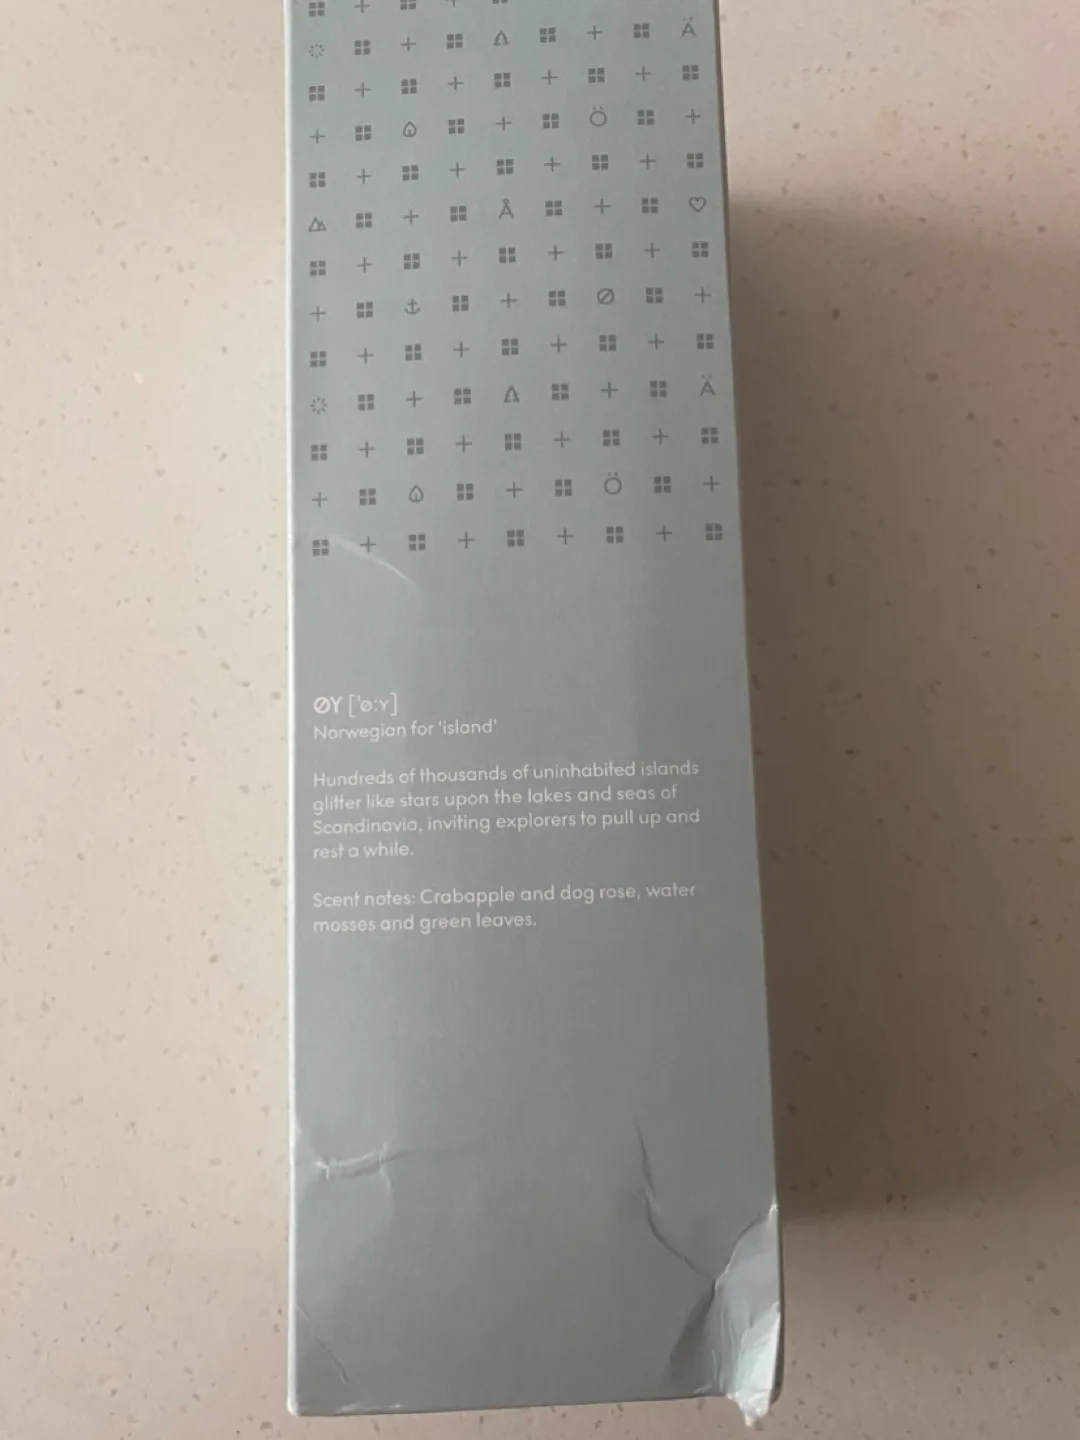 Ä
Ö
Å
Ø
Ä
Ö
ØY ['ø:ʏ]
Norwegian for 'island'
Hundreds of thousands of uninhabited islands
glitter like stars upon the lakes and seas of
Scandinavia, inviting explorers to pull up and
rest a while.
Scent notes: Crabapple and dog rose, water
mosses and green leaves.